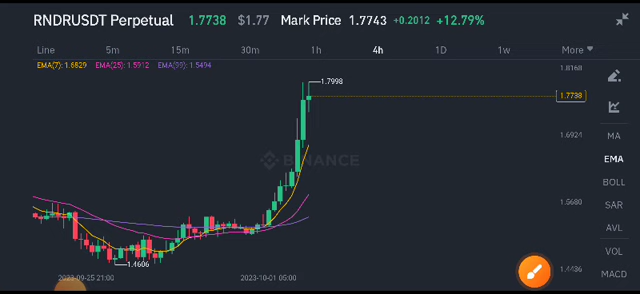 RNDRUSDT Perpetual 1.7738 $1.77 Mark Price 1.7743 +0.2012 +12.79%
Line 5m 15m 30m 1h 4h 1D 1w More
EMA(7): 1.6829 EMA(25): 1.5912 EMA(99): 1.5494
1.8168
1.7998
1.7738
1.6924
MA
BINANCE
EMA
BOLL
1.5680
SAR
AVL
VOL
1.4606
1.4436
MACD
2023-09-25 21:00 2023-10-01 05:00